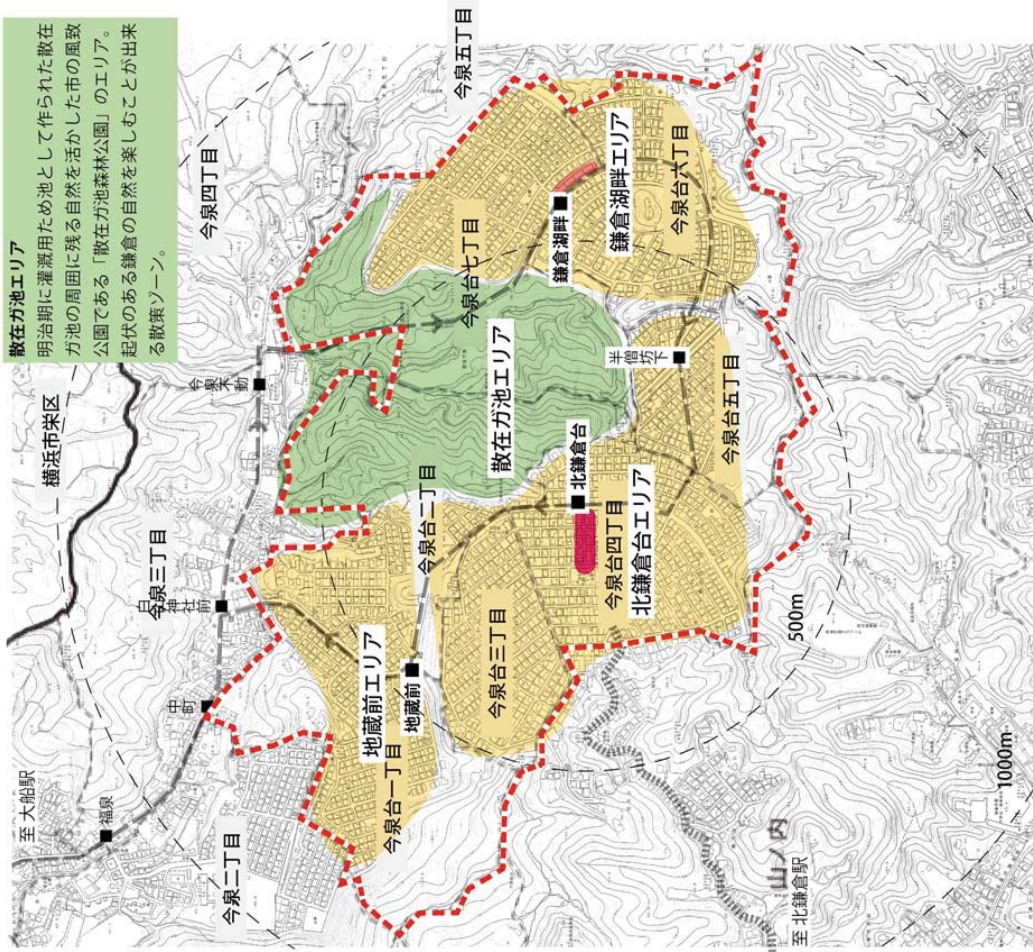 散在ガ池エリア
明治期に灌漑用ため池として作られた散在
ガ池の周囲に残る自然を活かした市の風致
公園である「散在ガ池森林公園」のエリア。
起伏のある鎌倉の自然を楽しむことが出来
る散策ゾーン。
至 大船駅
福泉
中町
今泉三丁目
神社前
横浜市栄区
今泉不動
今泉四丁目
今泉五丁目
今泉二丁目
今泉台一丁目
地蔵前エリア
地蔵前
今泉台二丁目
散在ガ池エリア
今泉台七丁目
鎌倉湖畔
鎌倉湖畔エリア
今泉台六丁目
今泉台三丁目
北鎌倉台
今泉台四丁目
北鎌倉台エリア
半僧坊下
今泉台五丁目
500m
1000m
山ノ内
至 北鎌倉駅